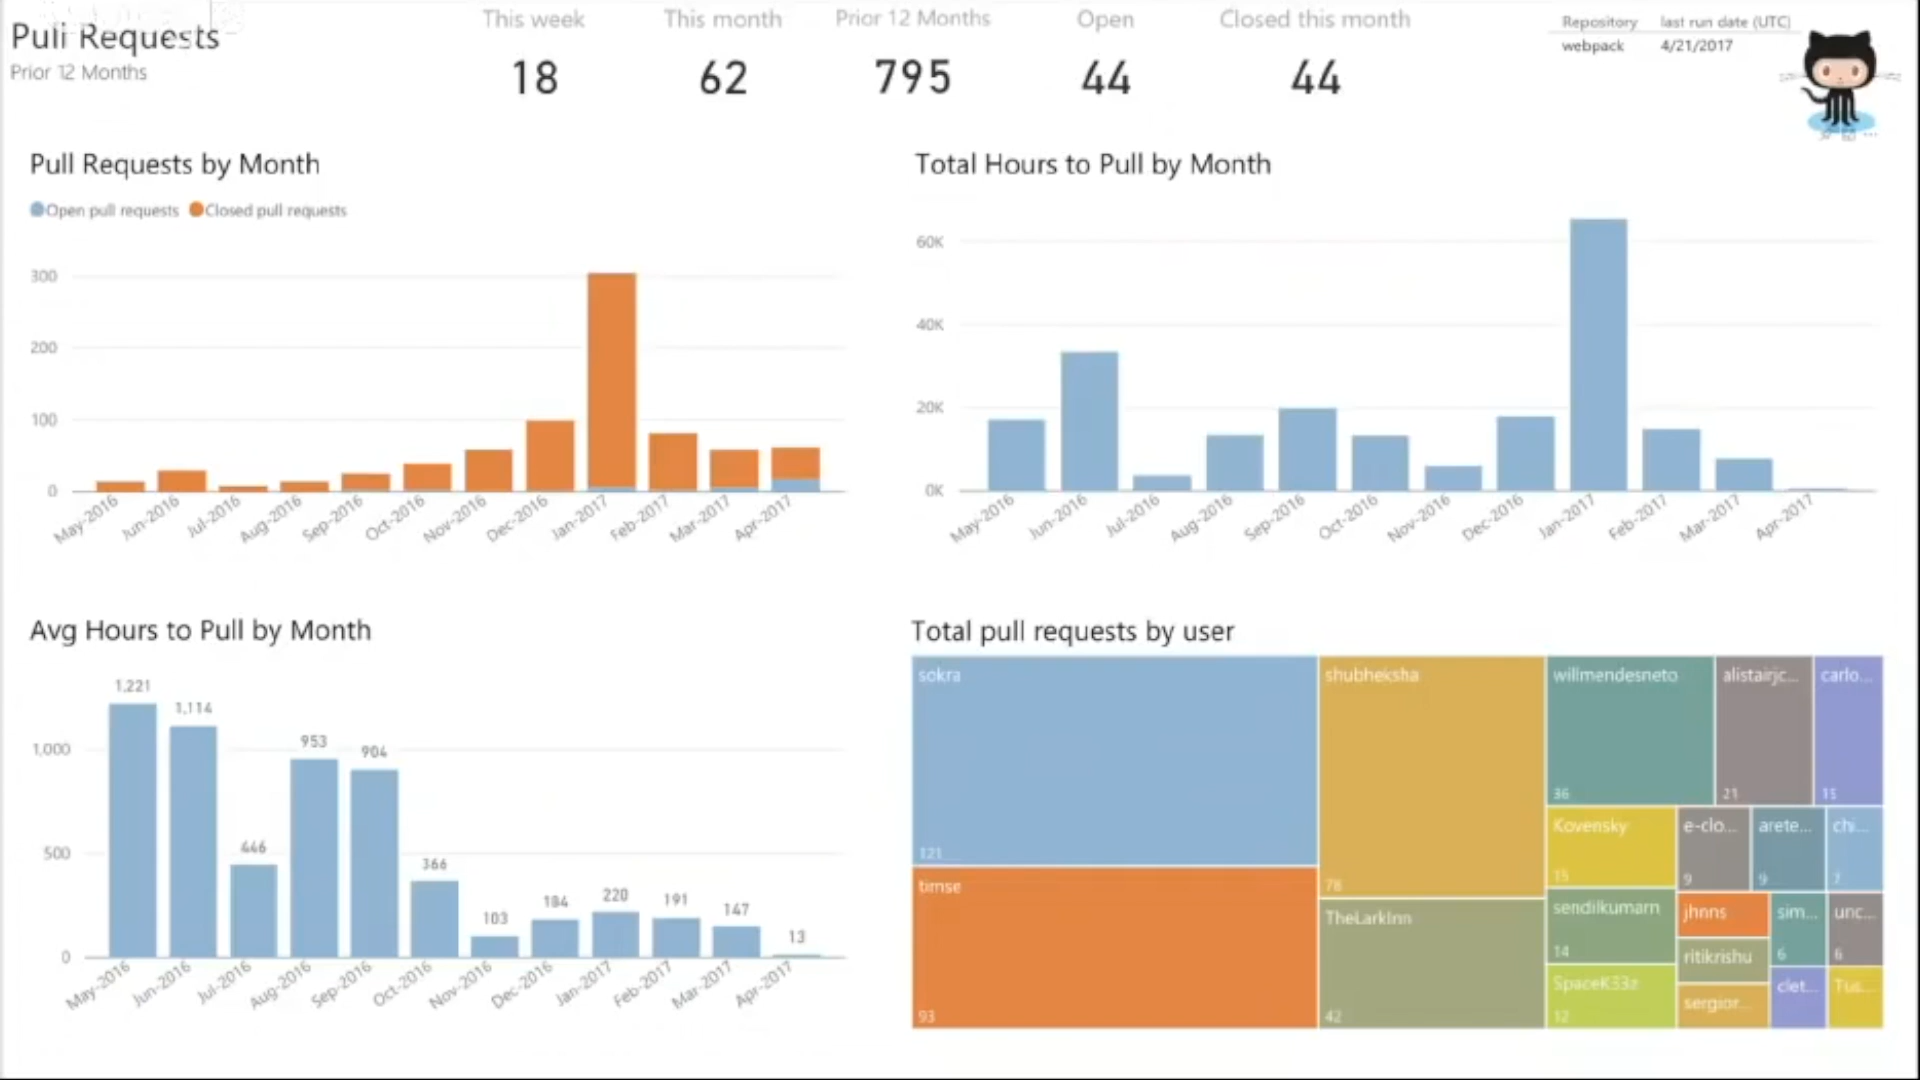 Pull Requests
Prior 12 Months
This week
18
This month
62
Prior 12 Months
795
Open
44
Closed this month
44
Repository last run date (UTC)
webpack 4/21/2017
Pull Requests by Month
Open pull requests Closed pull requests
300
200
100
0
May-2016 Jun-2016 Jul-2016 Aug-2016 Sep-2016 Oct-2016 Nov-2016 Dec-2016 Jan-2017 Feb-2017 Mar-2017 Apr-2017
Total Hours to Pull by Month
60K
40K
20K
0K
May-2016 Jun-2016 Jul-2016 Aug-2016 Sep-2016 Oct-2016 Nov-2016 Dec-2016 Jan-2017 Feb-2017 Mar-2017 Apr-2017
Avg Hours to Pull by Month
1,000
500
0
1,221 1,114 446 953 904 366 103 184 220 191 147 13
May-2016 Jun-2016 Jul-2016 Aug-2016 Sep-2016 Oct-2016 Nov-2016 Dec-2016 Jan-2017 Feb-2017 Mar-2017 Apr-2017
Total pull requests by user
sokra
121
timse
93
shubheksha
78
TheLarkInn
42
willmendesneto
36
alistairjc...
21
carlo...
15
Kovensky
15
sendilkumarn
14
SpaceK33z
12
e-clo...
9
arete...
9
chi...
7
jhnns
ritikrishu
sergior...
sim...
6
unc...
6
clet...
Tus...